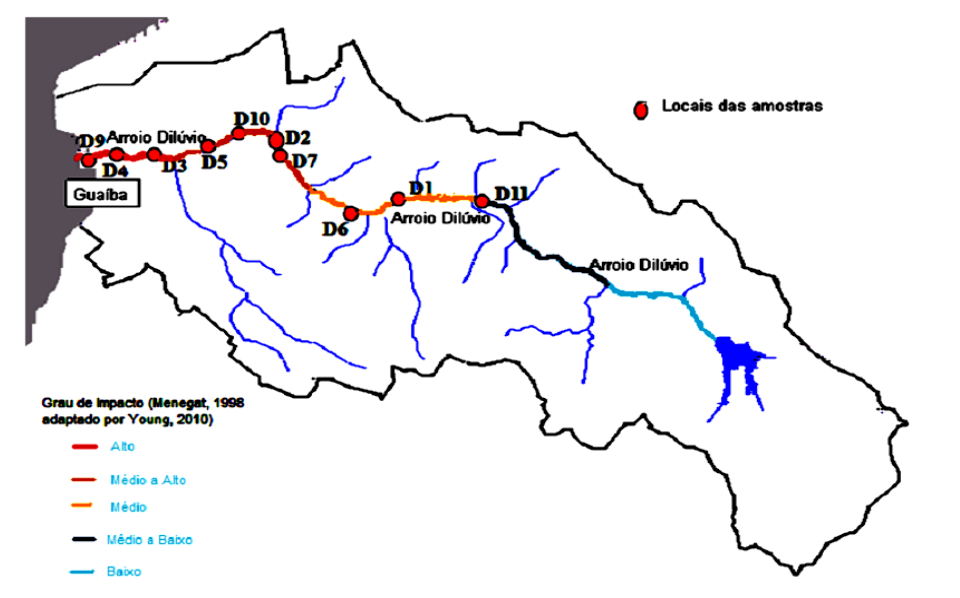 Locais das amostras
D10
D9
Arroio Dilúvio
D2
D4
D3
D5
D7
Guaíba
D1
D11
D6
Arroio Dilúvio
Arroio Dilúvio
Grau de Impacto (Menegat, 1998
adaptado por Young, 2010)
Alto
Médio a Alto
Médio
Médio a Baixo
Baixo